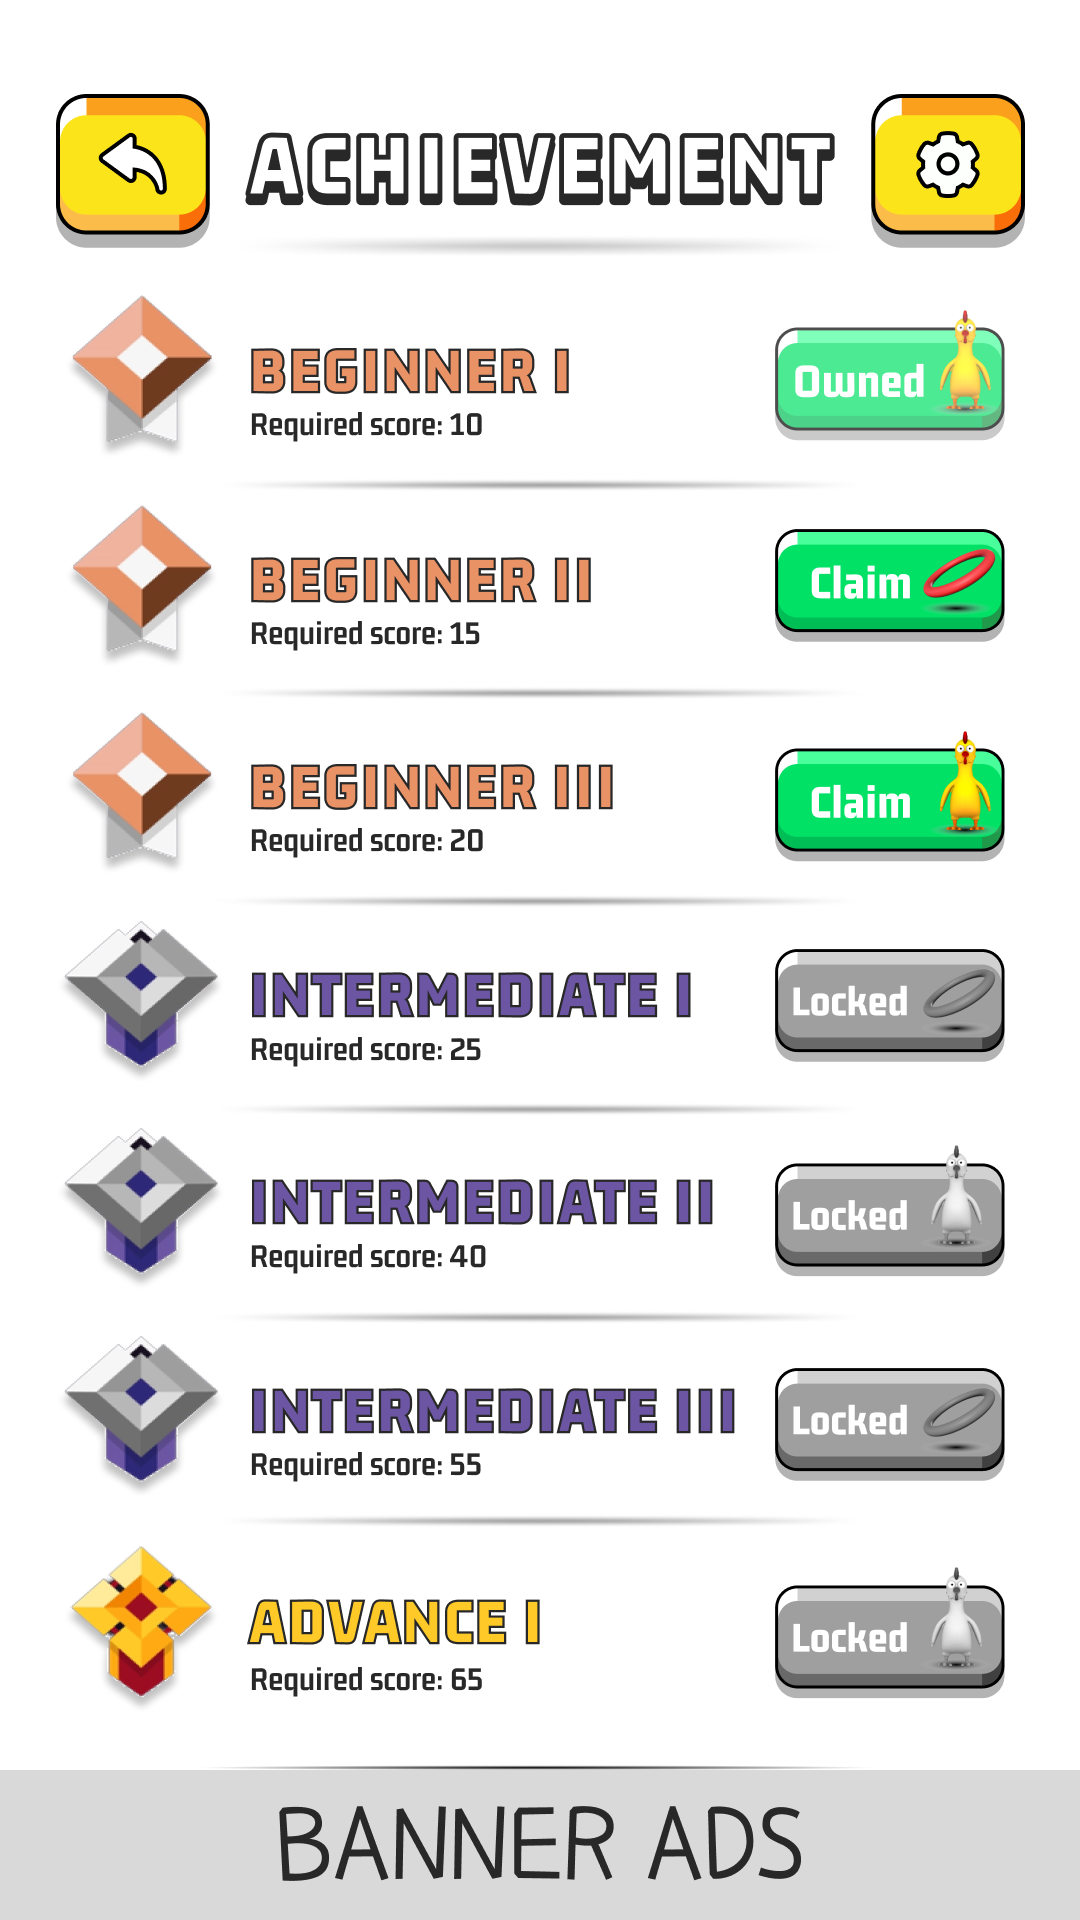 ACHIEVEMENT
BEGINNER I
Required score: 10
Owned
BEGINNER II
Required score: 15
Claim
BEGINNER III
Required score: 20
Claim
INTERMEDIATE I
Required score: 25
Locked
INTERMEDIATE II
Required score: 40
Locked
INTERMEDIATE III
Required score: 55
Locked
ADVANCE I
Required score: 65
Locked
BANNER ADS